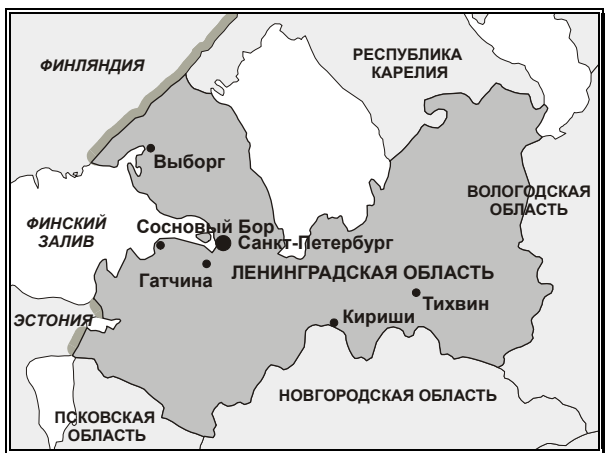 ФИНЛЯНДИЯ
РЕСПУБЛИКА
КАРЕЛИЯ
Выборг
ВОЛОГОДСКАЯ
ОБЛАСТЬ
ФИНСКИЙ
ЗАЛИВ
Сосновый Бор
Санкт-Петербург
Гатчина
ЛЕНИНГРАДСКАЯ ОБЛАСТЬ
Тихвин
ЭСТОНИЯ
Кириши
НОВГОРОДСКАЯ ОБЛАСТЬ
ПСКОВСКАЯ
ОБЛАСТЬ